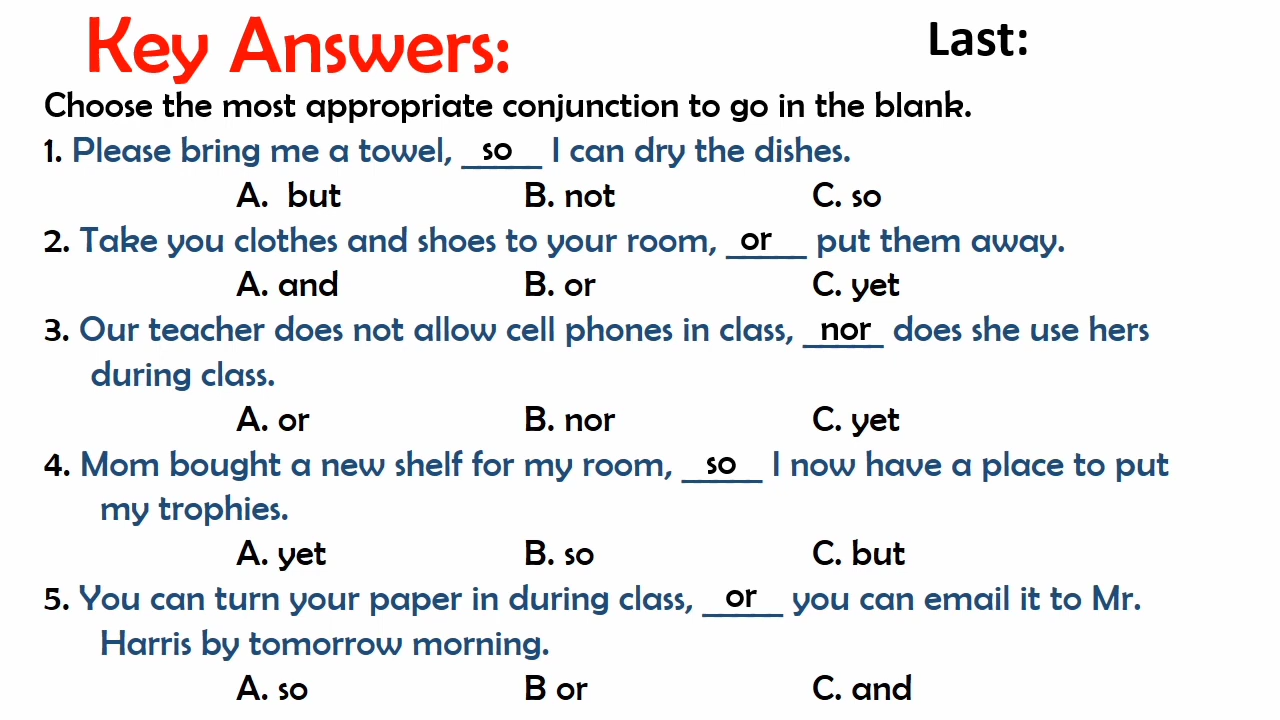 Key Answers:
Last:
Choose the most appropriate conjunction to go in the blank.
1. Please bring me a towel, __so__ I can dry the dishes.
A. but B. not C. so
2. Take you clothes and shoes to your room, __or__ put them away.
A. and B. or C. yet
3. Our teacher does not allow cell phones in class, __nor__ does she use hers
during class.
A. or B. nor C. yet
4. Mom bought a new shelf for my room, __so__ I now have a place to put
my trophies.
A. yet B. so C. but
5. You can turn your paper in during class, __or__ you can email it to Mr.
Harris by tomorrow morning.
A. so B or C. and